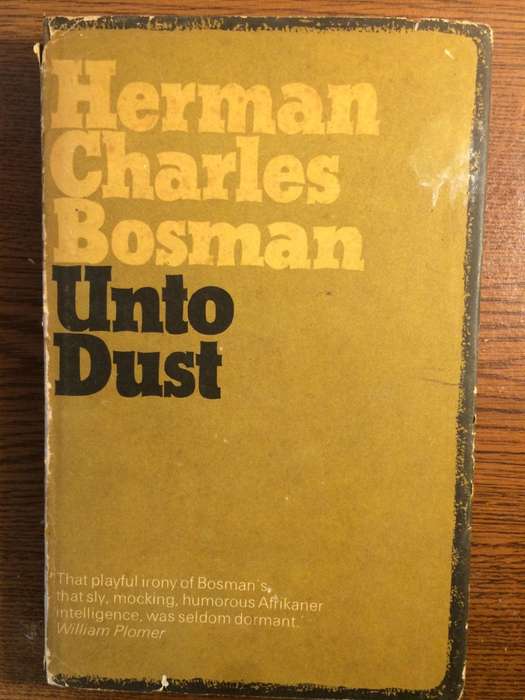 Herman
Charles
Bosman
Unto
Dust
'That playful irony of Bosman's,
that sly, mocking, humorous Afrikaner
intelligence, was seldom dormant.'
William Plomer